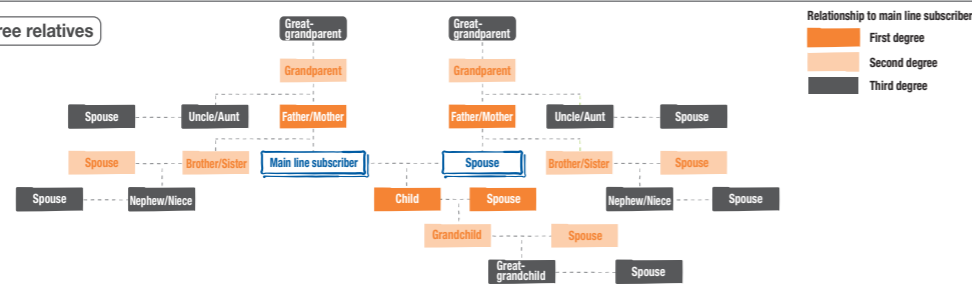 ree relatives
Relationship to main line subscriber
First degree
Second degree
Third degree
Great-
grandparent
Great-
grandparent
Grandparent
Grandparent
Spouse
Uncle/Aunt
Father/Mother
Father/Mother
Uncle/Aunt
Spouse
Spouse
Brother/Sister
Main line subscriber
Spouse
Brother/Sister
Spouse
Spouse
Nephew/Niece
Child
Spouse
Nephew/Niece
Spouse
Grandchild
Spouse
Great-
grandchild
Spouse